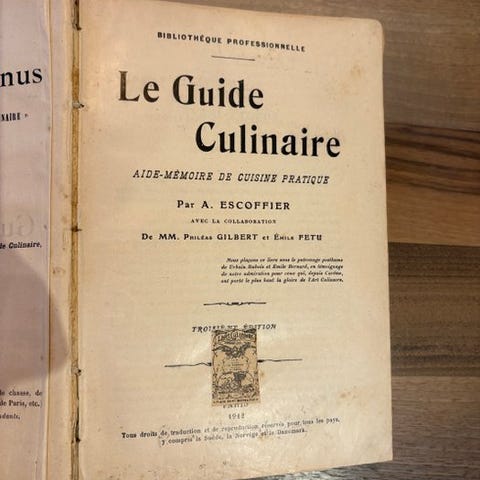 nus
NAIRE »
de Culinaire,
de chasse, de
de Paris, etc.
BIBLIOTHÈQUE PROFESSIONNELLE
Le Guide
Culinaire
AIDE-MÉMOIRE DE CUISINE PRATIQUE
Par A. ESCOFFIER
AVEC LA COLLABORATION
De MM. PHILÉAS GILBERT ET ÉMILE FETU
Nous plaçons ce livre sous le patronage posthume
de Urbain Dubois et Emile Bernard, en témoignage
de notre admiration pour ceux qui, depuis Carême,
ont porté le plus haut la gloire de l'Art Culinaire.
TROISIÈME ÉDITION
PARIS
1912
Tous droits de traduction et de reproduction réservés pour tous les pays,
y compris la Suède, la Norvège et le Danemark.